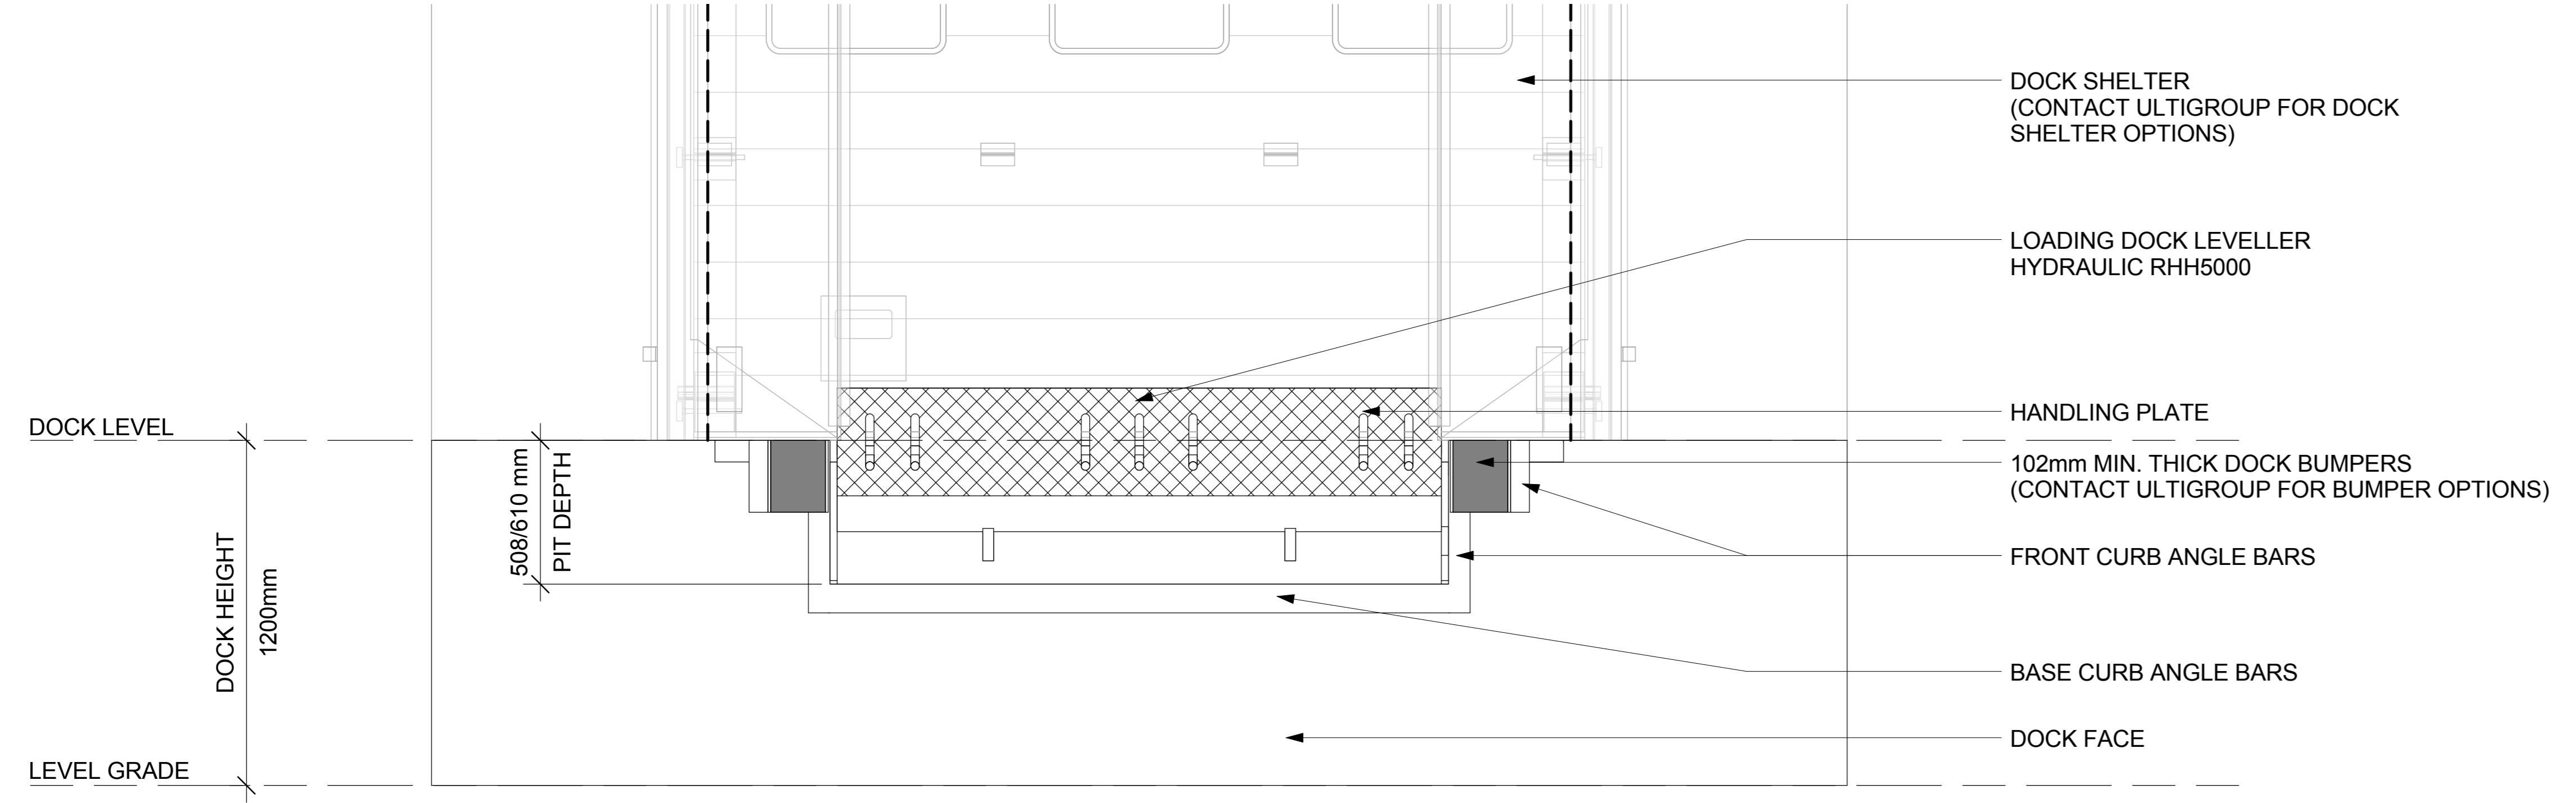 DOCK SHELTER
(CONTACT ULTIGROUP FOR DOCK
SHELTER OPTIONS)
LOADING DOCK LEVELLER
HYDRAULIC RHH5000
HANDLING PLATE
102mm MIN. THICK DOCK BUMPERS
(CONTACT ULTIGROUP FOR BUMPER OPTIONS)
FRONT CURB ANGLE BARS
BASE CURB ANGLE BARS
DOCK FACE
DOCK LEVEL
DOCK HEIGHT
1200mm
508/610 mm
PIT DEPTH
LEVEL GRADE